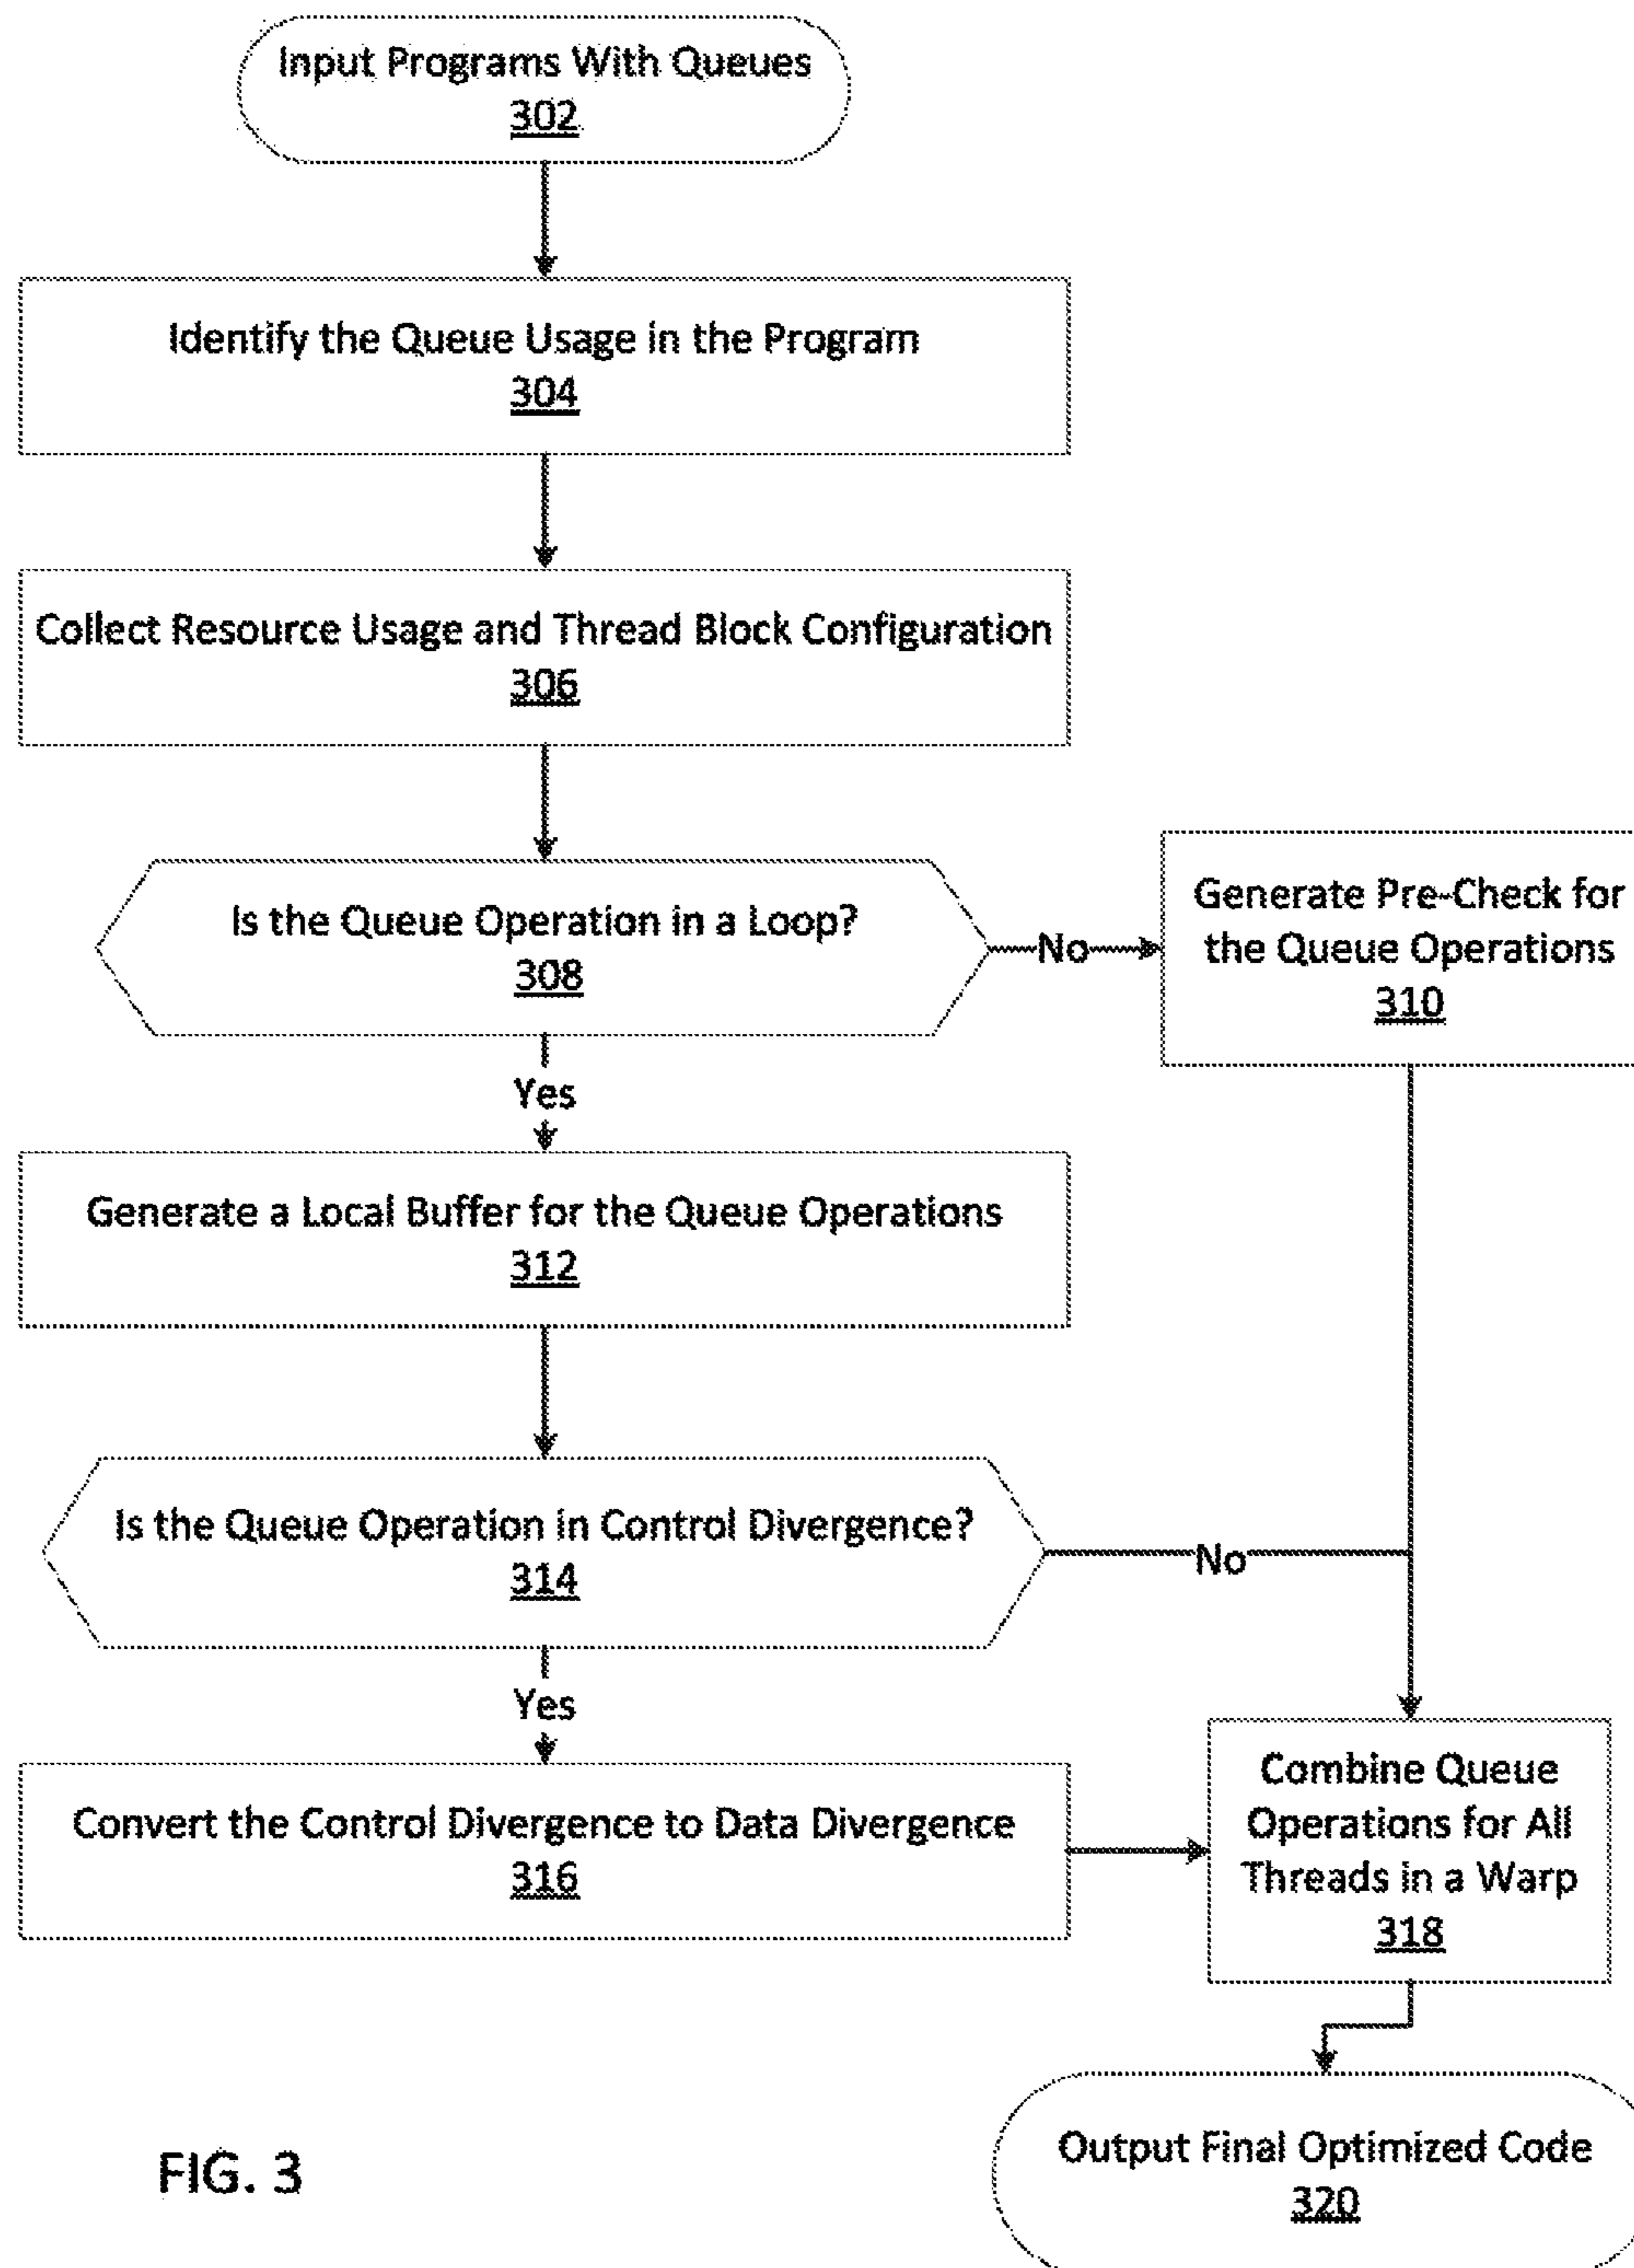 Input Programs With Queues
302
Identify the Queue Usage in the Program
304
Collect Resource Usage and Thread Block Configuration
306
Is the Queue Operation in a Loop?
308
No
Generate Pre-Check for
the Queue Operations
310
Yes
Generate a Local Buffer for the Queue Operations
312
Is the Queue Operation in Control Divergence?
314
No
Yes
Convert the Control Divergence to Data Divergence
316
Combine Queue
Operations for All
Threads in a Warp
318
Output Final Optimized Code
320
FIG. 3